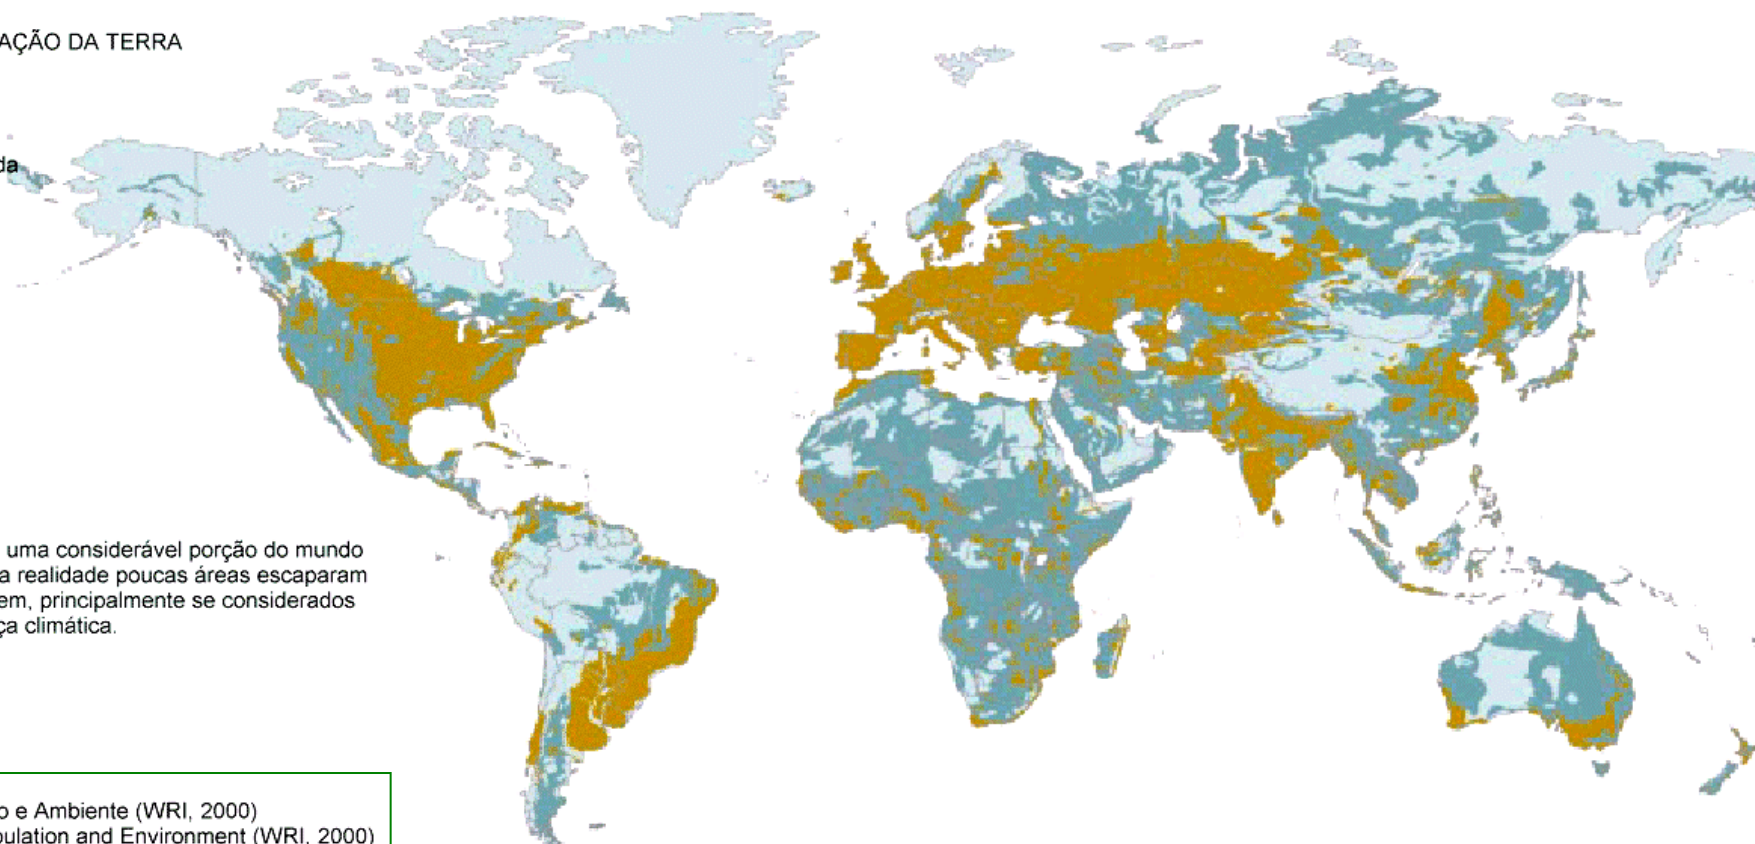 AÇÃO DA TERRA
da
uma considerável porção do mundo
a realidade poucas áreas escaparam
em, principalmente se considerados
ça climática.
o e Ambiente (WRI, 2000)
pulation and Environment (WRI, 2000)